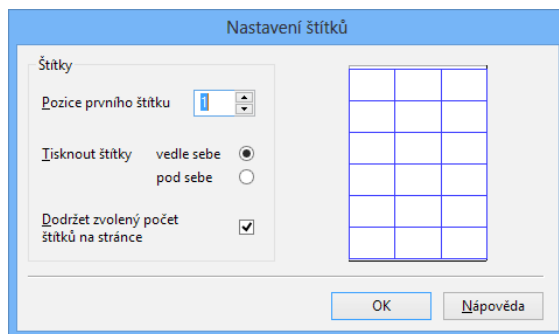 Nastavení štítků
Štítky
Pozice prvního štítku 1
Tisknout štítky vedle sebe
pod sebe
Dodržet zvolený počet
štítků na stránce
OK Nápověda